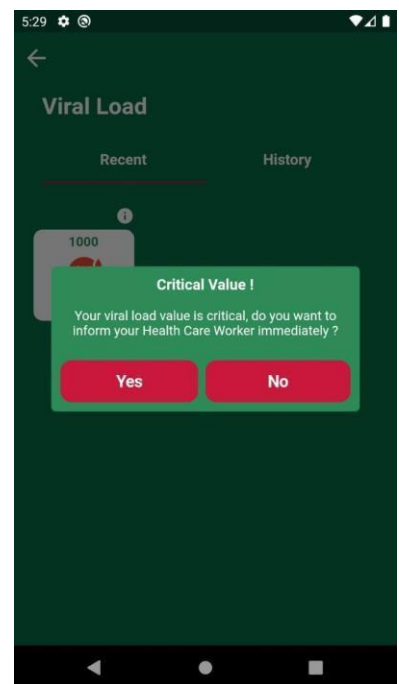 5:29
Viral Load
Recent
History
1000
Critical Value !
Your viral load value is critical, do you want to
inform your Health Care Worker immediately ?
Yes
No